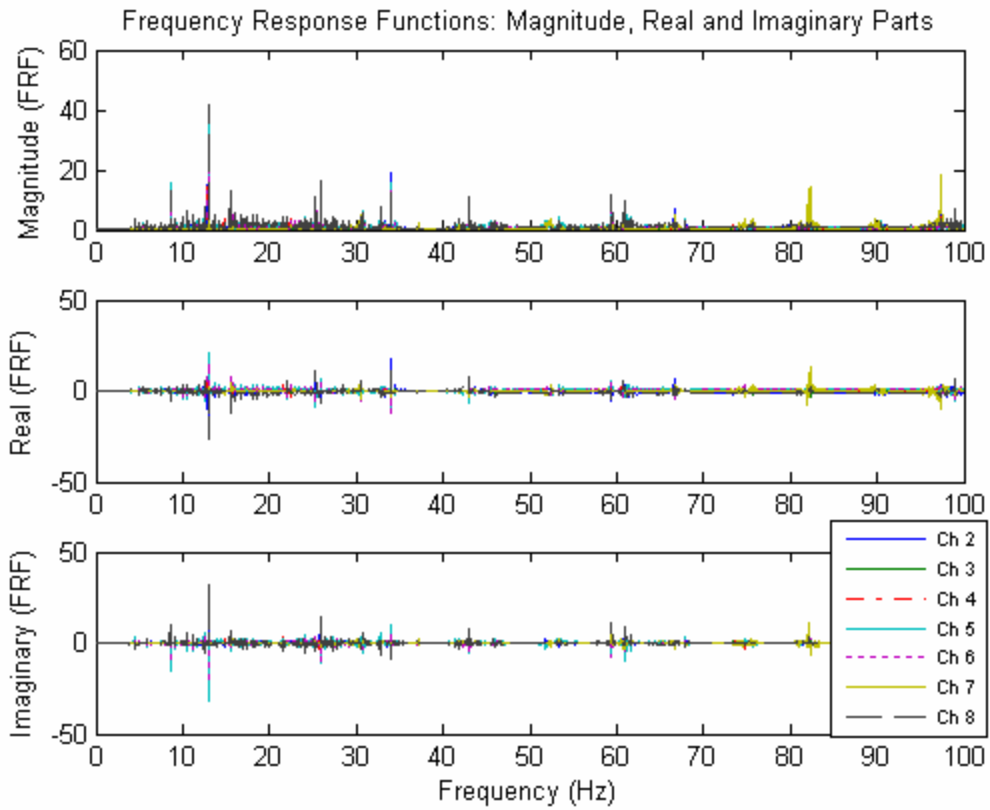 Frequency Response Functions: Magnitude, Real and Imaginary Parts
Magnitude (FRF)
60
40
20
0
0 10 20 30 40 50 60 70 80 90 100
Real (FRF)
50
0
-50
0 10 20 30 40 50 60 70 80 90 100
Imaginary (FRF)
50
0
-50
0 10 20 30 40 50 60 70 80 90 100
Frequency (Hz)
Ch 2
Ch 3
Ch 4
Ch 5
Ch 6
Ch 7
Ch 8